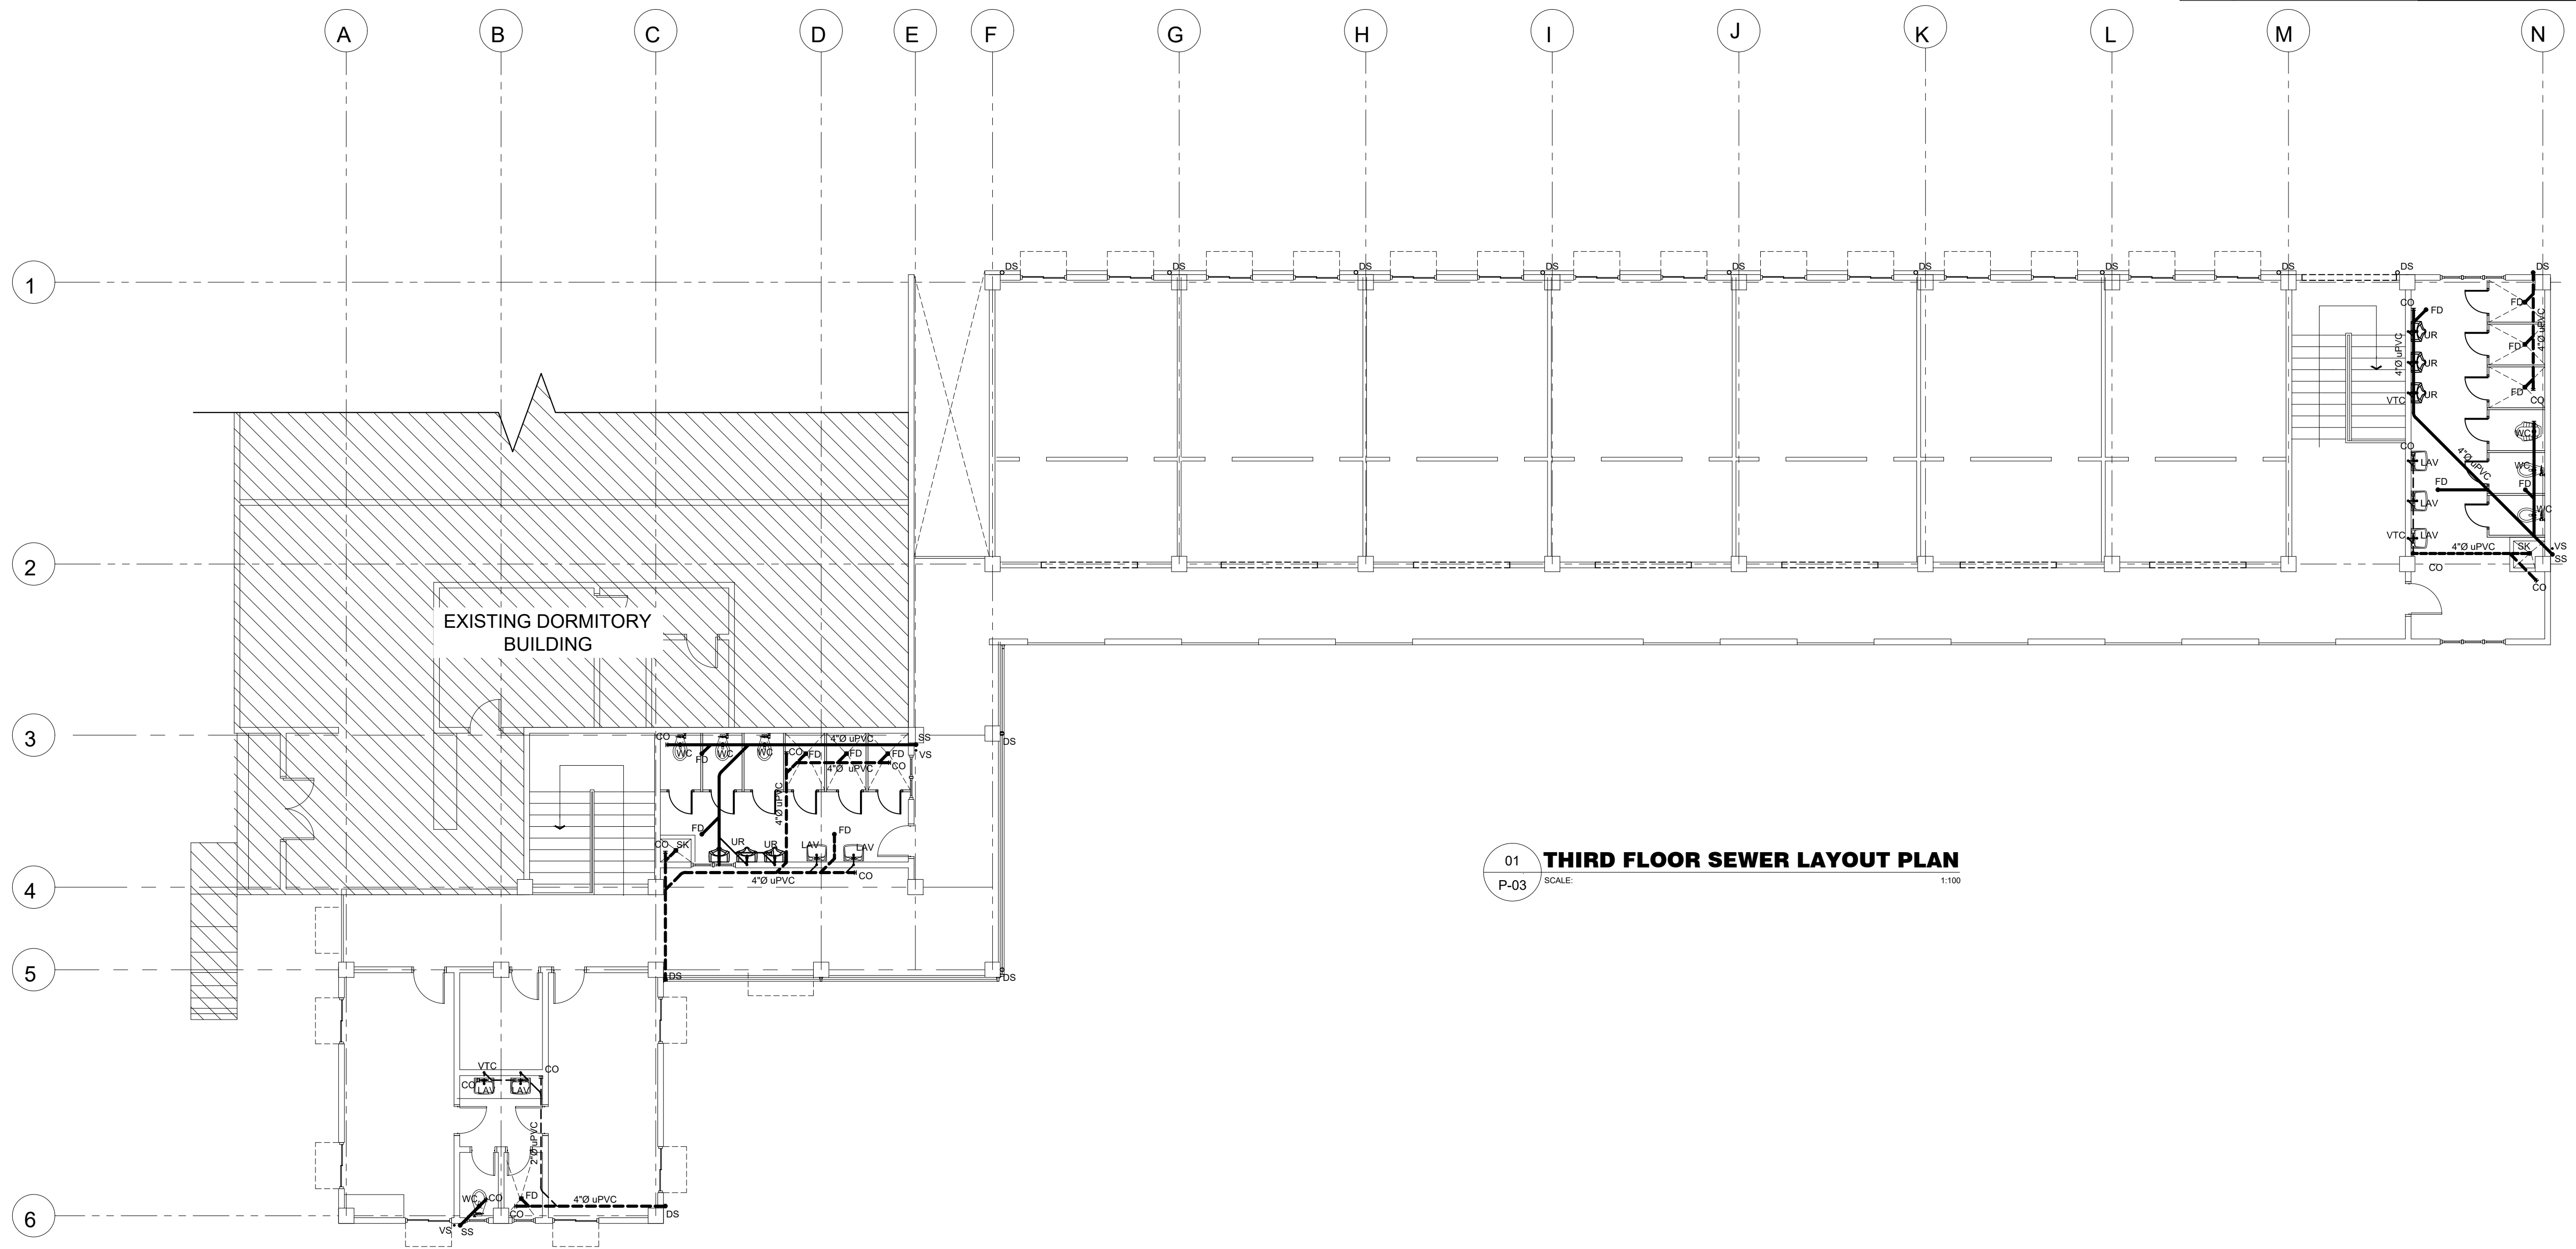 A B C D E F G H I J K L M N
1
DS DS DS DS DS DS DS DS DS DS
CO FD FD
4"Ø uPVC UR 4"Ø uPVC
UR FD
UR FD
VTC CO
WC
CO
LAV 4"Ø uPVC WC
FD FD
LAV WC
VTC LAV 4"Ø uPVC SK VS
SS
2
CO
CO
EXISTING DORMITORY
BUILDING
3
CO 4"Ø uPVC SS
DS
WC WC WC CO FD FD FD VS
FD 4"Ø uPVC CO
4"Ø uPVC
FD FD
CO SK UR UR LAV LAV
4"Ø uPVC CO
4
01 THIRD FLOOR SEWER LAYOUT PLAN
P-03 SCALE: 1:100
5
DS DS
VTC CO
CO LAV LAV
2"Ø uPVC
WC CO FD 4"Ø uPVC
CO DS
6
VS SS